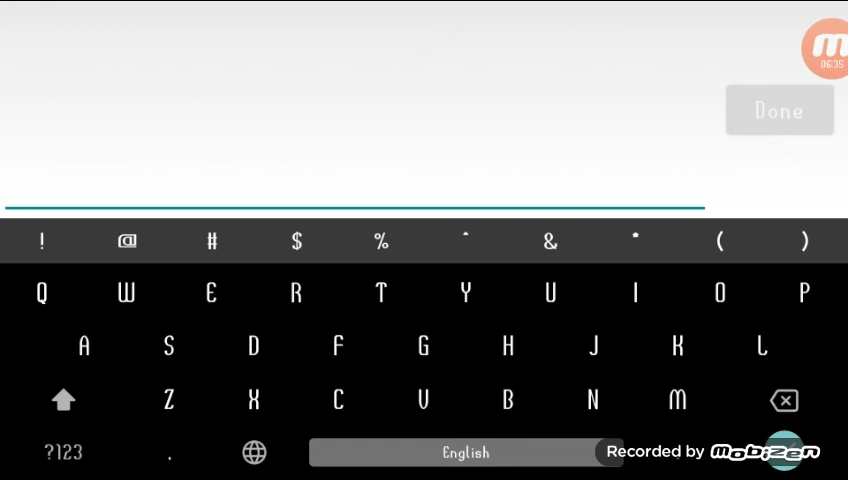 m
06:35
Done
! @ # $ % ^ & * ( )
Q W E R T Y U I O P
A S D F G H J K L
Z X C V B N M
?123 . English
Recorded by Mobizen